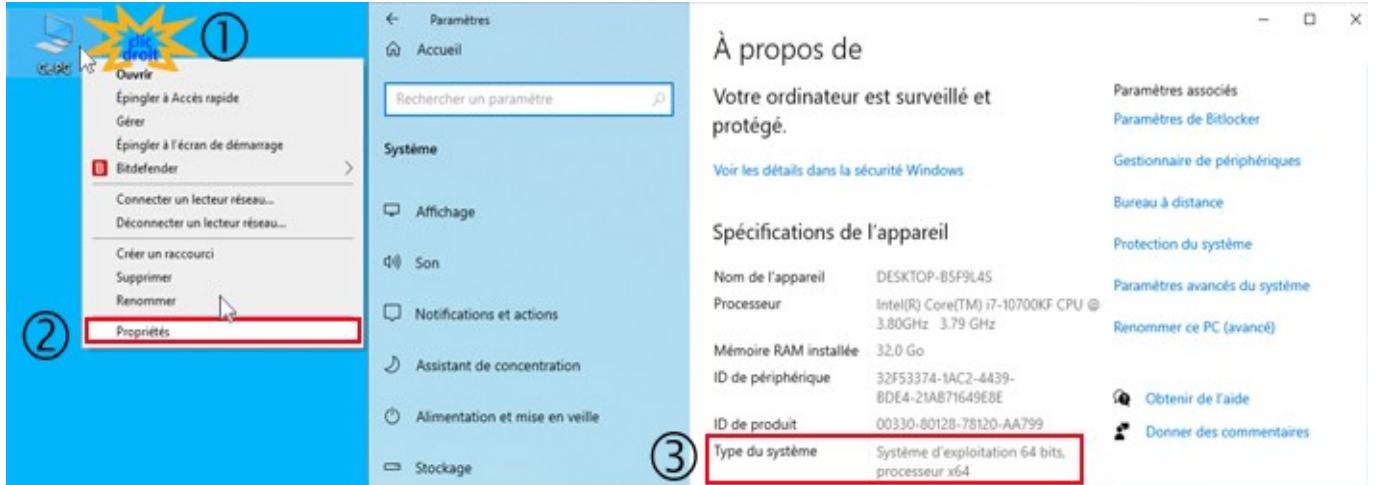 ①
clic
droit
Ce PC
Ouvrir
Épingler à Accès rapide
Gérer
Épingler à l'écran de démarrage
B Bitdefender
Connecter un lecteur réseau...
Déconnecter un lecteur réseau...
Créer un raccourci
Supprimer
Renommer
②
Propriétés
Paramètres
Accueil
Rechercher un paramètre
Système
Affichage
Son
Notifications et actions
Assistant de concentration
Alimentation et mise en veille
Stockage
À propos de
Votre ordinateur est surveillé et
protégé.
Voir les détails dans la sécurité Windows
Spécifications de l'appareil
Nom de l'appareil DESKTOP-B5F9L4S
Processeur Intel(R) Core(TM) i7-10700KF CPU @
3.80GHz 3.79 GHz
Mémoire RAM installée 32,0 Go
ID de périphérique 32F53374-1AC2-4439-
BDE4-21AB71649E8E
ID de produit 00330-80128-78120-AA799
③
Type du système Système d'exploitation 64 bits,
processeur x64
Paramètres associés
Paramètres de Bitlocker
Gestionnaire de périphériques
Bureau à distance
Protection du système
Paramètres avancés du système
Renommer ce PC (avancé)
Obtenir de l'aide
Donner des commentaires